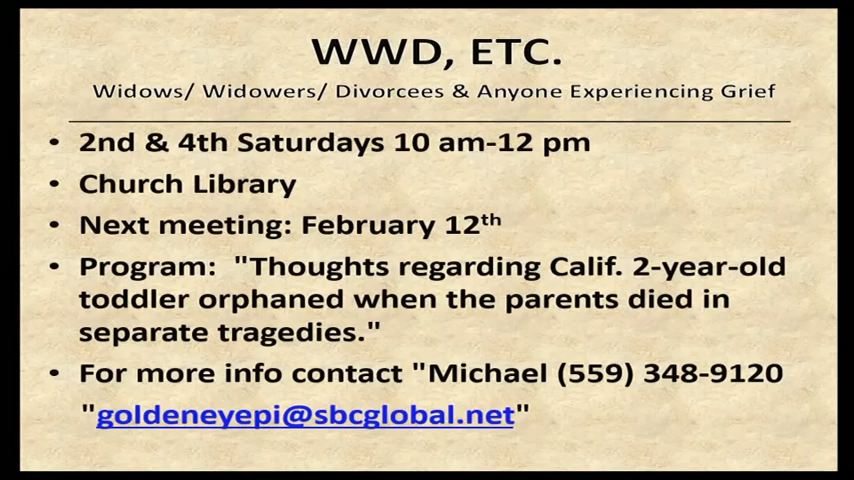 WWD, ETC.
Widows/ Widowers/ Divorcees & Anyone Experiencing Grief
• 2nd & 4th Saturdays 10 am-12 pm
• Church Library
• Next meeting: February 12th
• Program: "Thoughts regarding Calif. 2-year-old
toddler orphaned when the parents died in
separate tragedies."
• For more info contact "Michael (559) 348-9120
"goldeneyepi@sbcglobal.net"